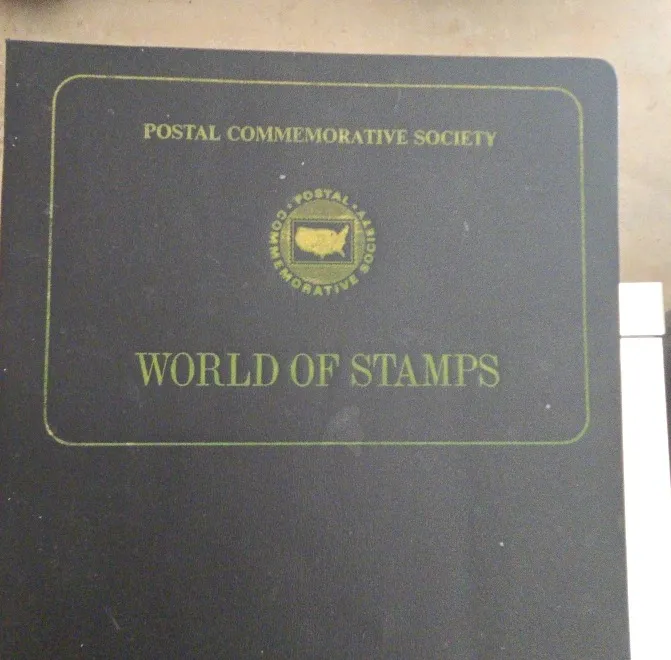 POSTAL COMMEMORATIVE SOCIETY
• POSTAL •
COMMEMORATIVE SOCIETY
WORLD OF STAMPS